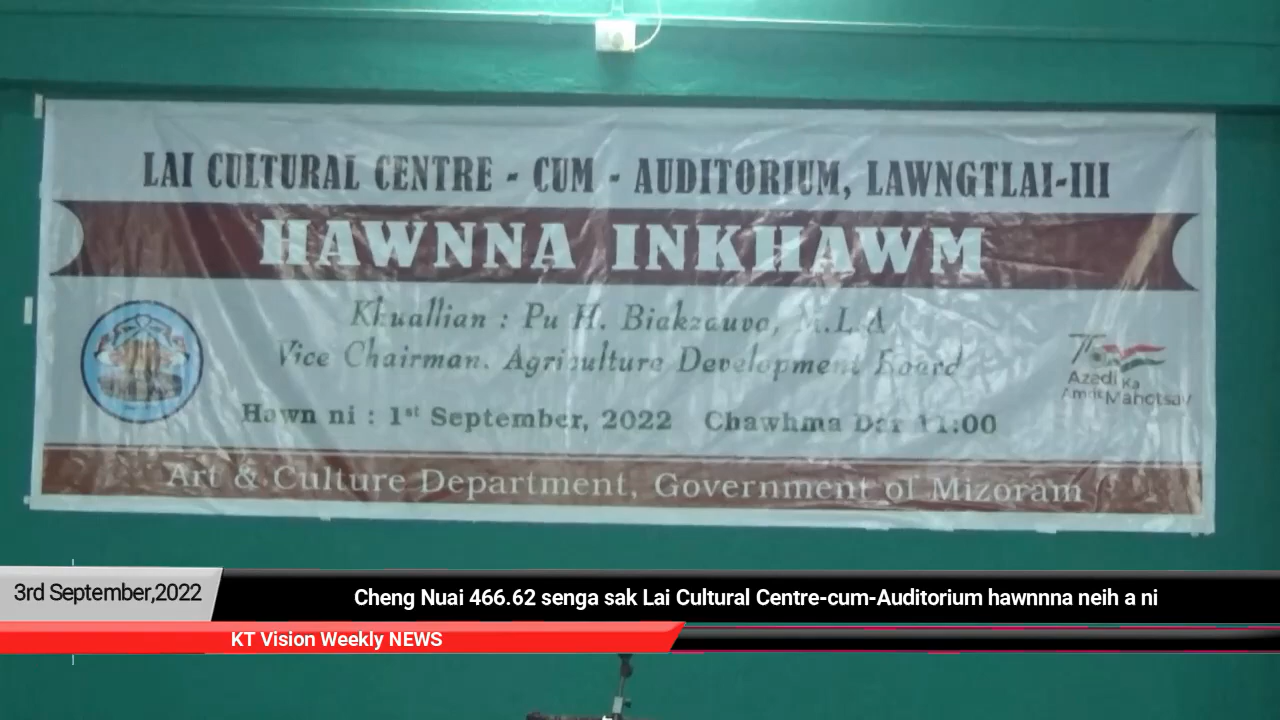 LAI CULTURAL CENTRE - CUM - AUDITORIUM, LAWNGTLAI-III
HAWNNA INKHAWM
Khuallian : Pu H. Biakzauva, M.L.A
Vice Chairman, Agriculture Development Board
Hawn ni : 1st September, 2022 Chawhma Dar 11:00
75
Azadi Ka
Amrit Mahotsav
Art & Culture Department, Government of Mizoram
3rd September,2022
Cheng Nuai 466.62 senga sak Lai Cultural Centre-cum-Auditorium hawnnna neih a ni
KT Vision Weekly NEWS